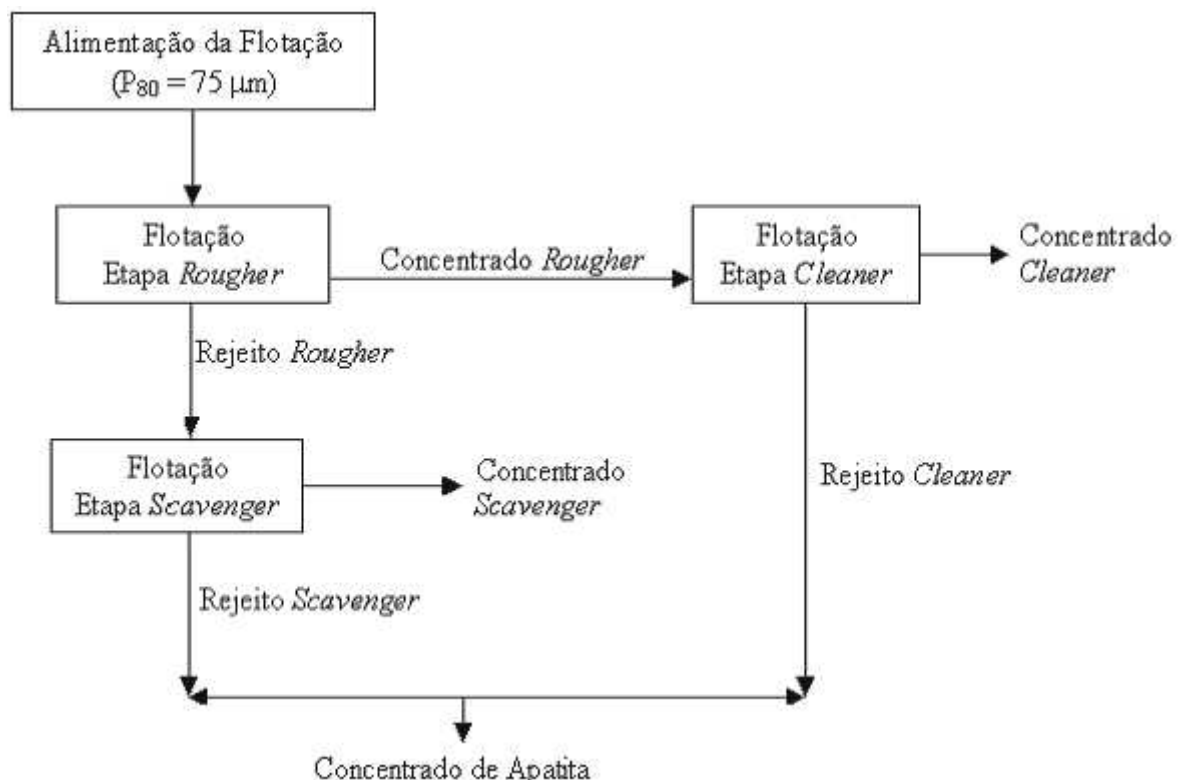 Alimentação da Flotação
(P80 = 75 µm)
Flotação
Etapa Rougher
Concentrado Rougher
Flotação
Etapa Cleaner
Concentrado
Cleaner
Rejeito Rougher
Flotação
Etapa Scavenger
Concentrado
Scavenger
Rejeito Cleaner
Rejeito Scavenger
Concentrado de Apatita